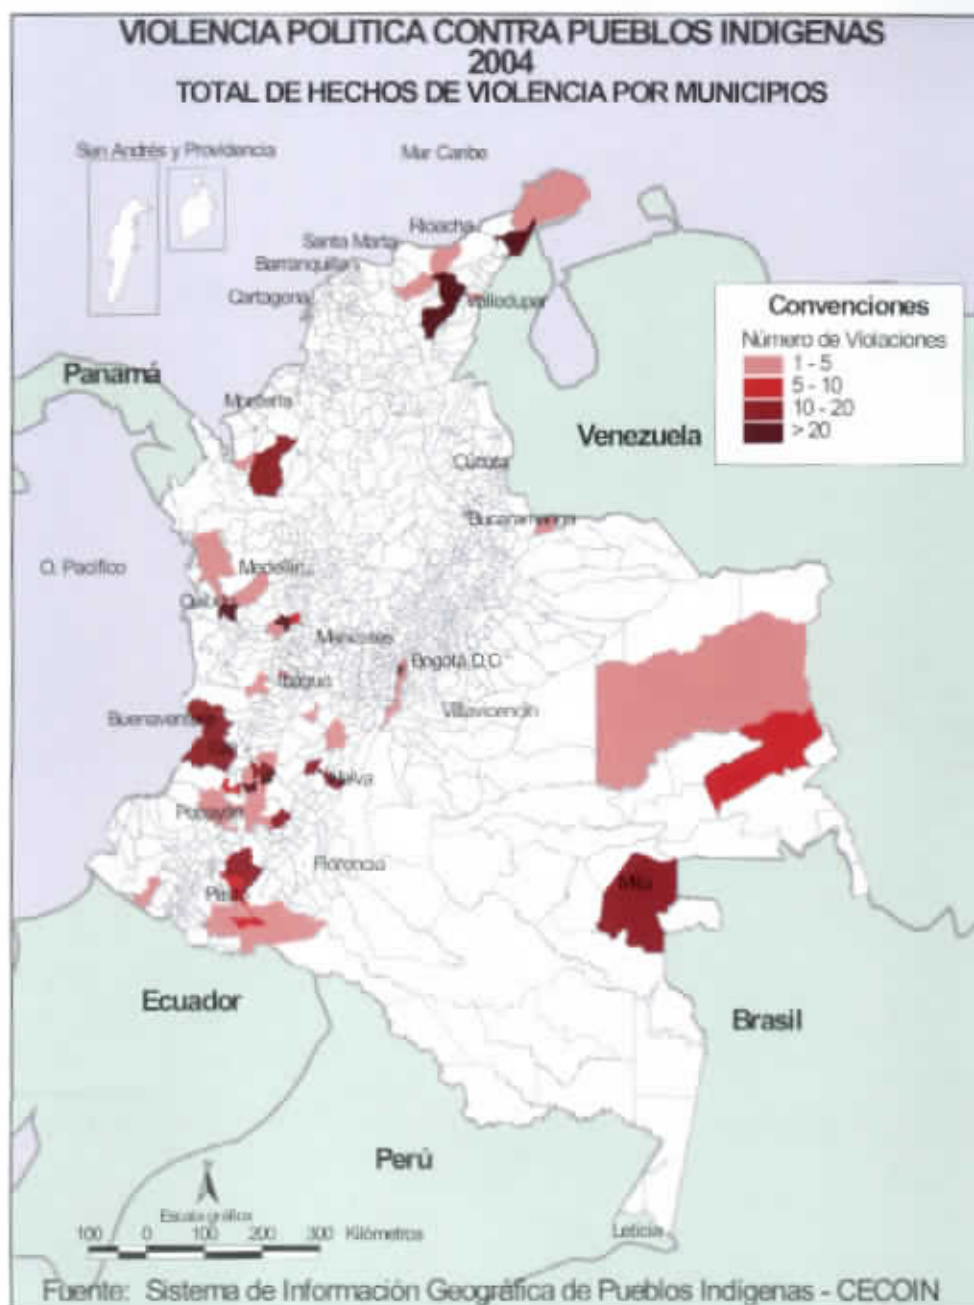 VIOLENCIA POLITICA CONTRA PUEBLOS INDIGENAS
2004
TOTAL DE HECHOS DE VIOLENCIA POR MUNICIPIOS
San Andrés y Providencia
Mar Caribe
Rioacha
Santa Marta
Barranquilla
Cartagena
Valledupar
Convenciones
Número de Violaciones
1 - 5
5 - 10
10 - 20
> 20
Panamá
Montería
Venezuela
Cúcuta
Bucaramanga
O. Pacífico
Medellín
Quibdó
Manizales
Bogotá D.C
Ibagué
Villavicencio
Buenaventura
Neiva
Popayán
Florencia
Mitú
Pasto
Ecuador
Brasil
Perú
Escala gráfica
100 0 100 200 300 Kilómetros
Leticia
Fuente: Sistema de Información Geográfica de Pueblos Indígenas - CECOIN